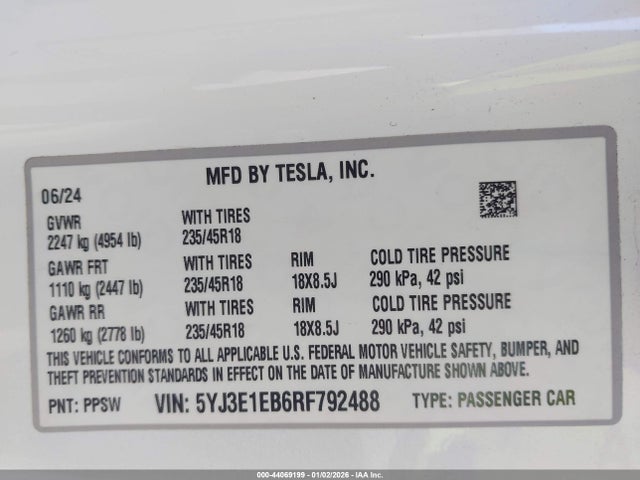 MFD BY TESLA, INC.
06/24
GVWR WITH TIRES
2247 kg (4954 lb) 235/45R18
GAWR FRT WITH TIRES RIM COLD TIRE PRESSURE
1110 kg (2447 lb) 235/45R18 18X8.5J 290 kPa, 42 psi
GAWR RR WITH TIRES RIM COLD TIRE PRESSURE
1260 kg (2778 lb) 235/45R18 18X8.5J 290 kPa, 42 psi
THIS VEHICLE CONFORMS TO ALL APPLICABLE U.S. FEDERAL MOTOR VEHICLE SAFETY, BUMPER, AND
THEFT PREVENTION STANDARDS IN EFFECT ON THE DATE OF MANUFACTURE SHOWN ABOVE.
PNT: PPSW VIN: 5YJ3E1EB6RF792488 TYPE: PASSENGER CAR
000-44069199 - 01/02/2026 - IAA, Inc.